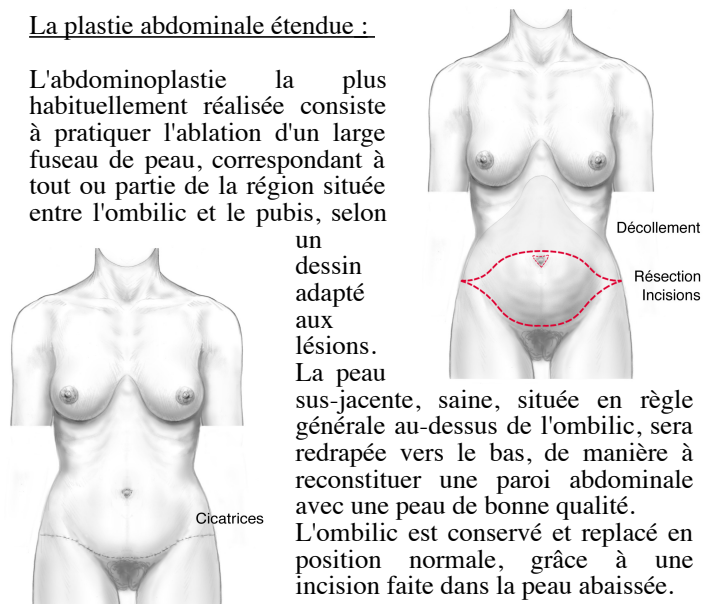 La plastie abdominale étendue :
L'abdominoplastie la plus
habituellement réalisée consiste
à pratiquer l'ablation d'un large
fuseau de peau, correspondant à
tout ou partie de la région située
entre l'ombilic et le pubis, selon
un
dessin
adapté
aux
lésions.
La peau
sus-jacente, saine, située en règle
générale au-dessus de l'ombilic, sera
redrapée vers le bas, de manière à
reconstituer une paroi abdominale
avec une peau de bonne qualité.
L'ombilic est conservé et replacé en
position normale, grâce à une
incision faite dans la peau abaissée.
Décollement
Résection
Incisions
Cicatrices